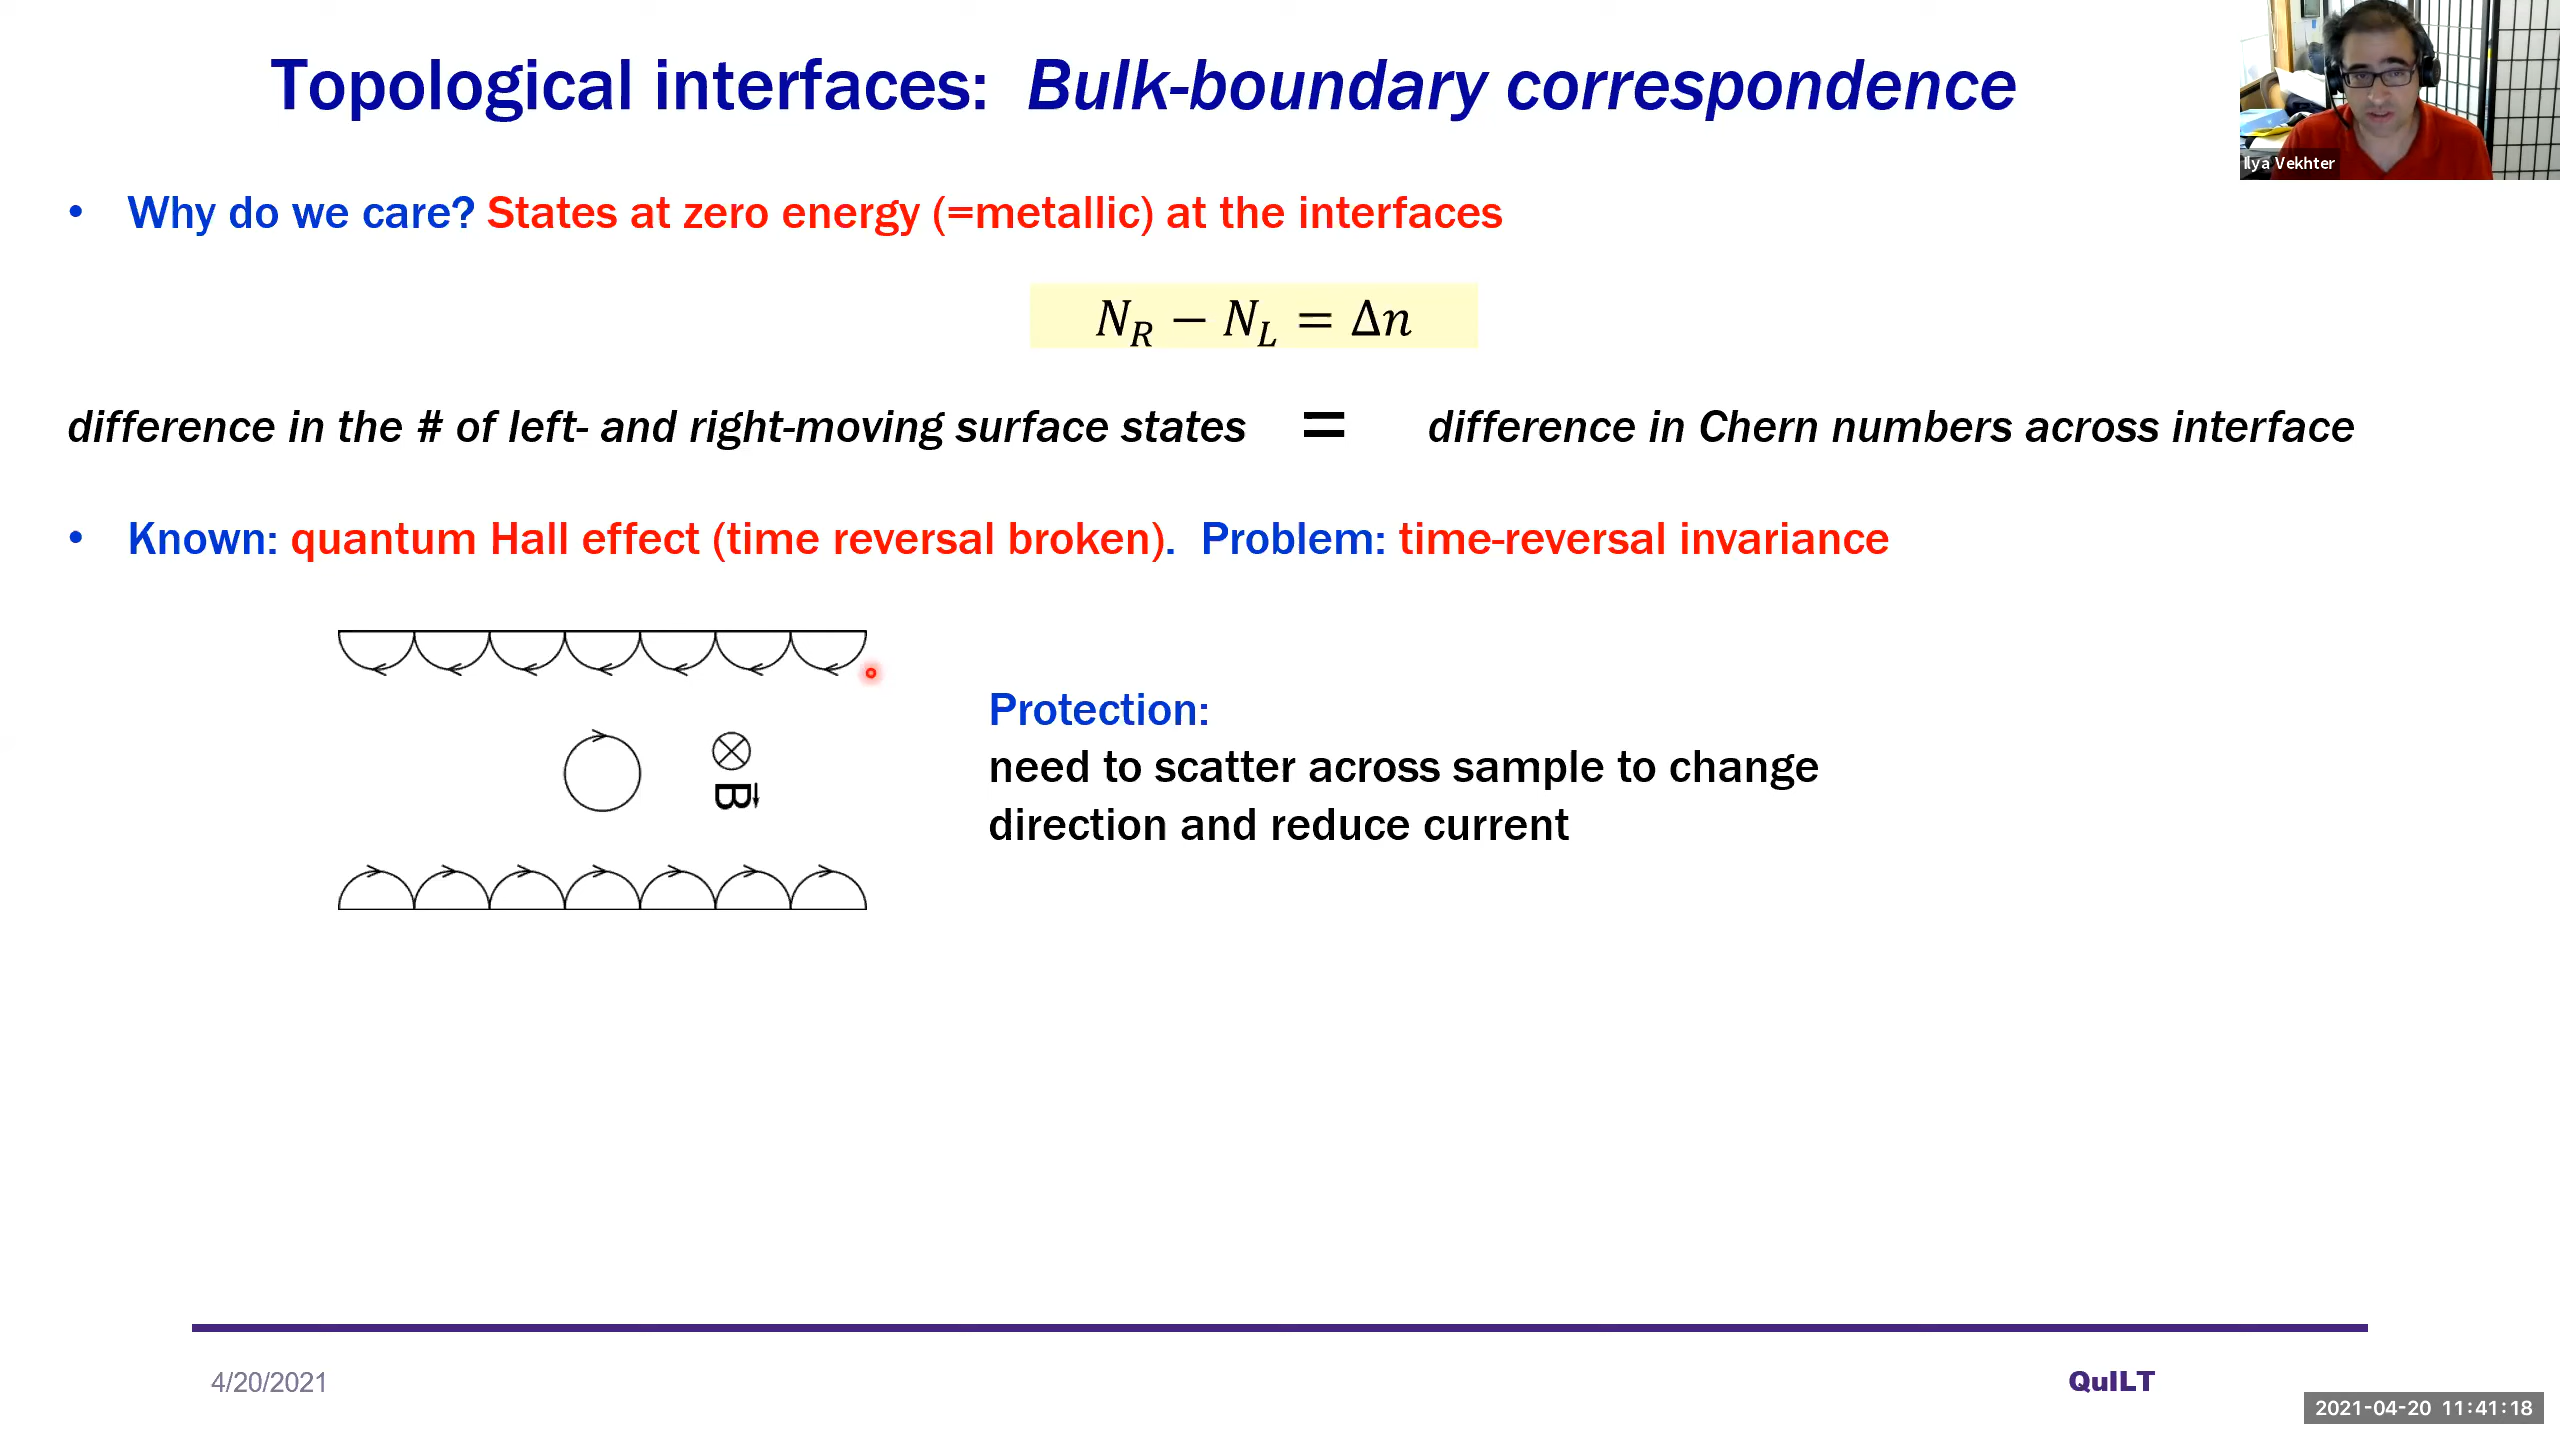 Topological interfaces: Bulk-boundary correspondence
Ilya Vekhter
• Why do we care? States at zero energy (=metallic) at the interfaces
N_R − N_L = Δn
difference in the # of left- and right-moving surface states = difference in Chern numbers across interface
• Known: quantum Hall effect (time reversal broken). Problem: time-reversal invariance
B
Protection:
need to scatter across sample to change
direction and reduce current
4/20/2021
QuILT
2021-04-20 11:41:18